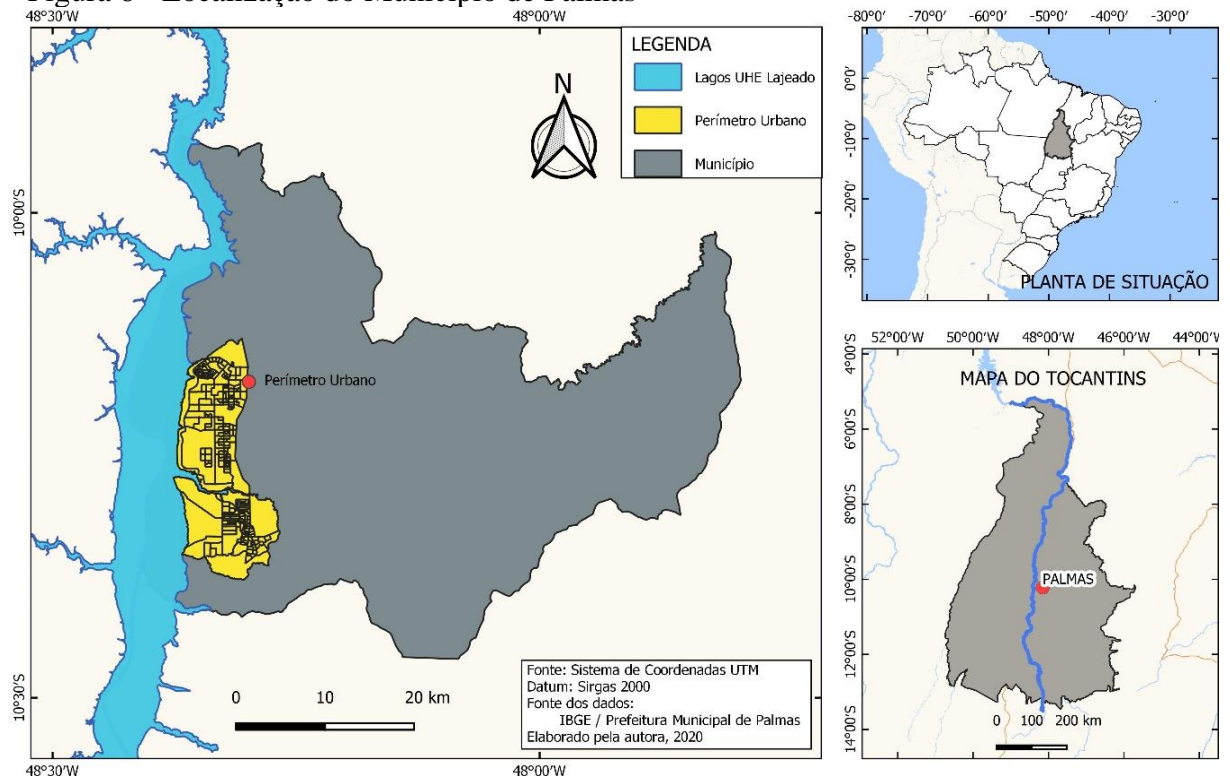 Figura 6 - Localização do Município de Palmas
48°30'W
48°00'W
10°00'S
10°30'S
48°30'W
48°00'W
LEGENDA
Lagos UHE Lajeado
Perímetro Urbano
Município
N
Perímetro Urbano
0 10 20 km
Fonte: Sistema de Coordenadas UTM
Datum: Sirgas 2000
Fonte dos dados:
IBGE / Prefeitura Municipal de Palmas
Elaborado pela autora, 2020
-80°0' -70°0' -60°0' -50°0' -40°0' -30°0'
0°0'
-10°0'
-20°0'
-30°0'
PLANTA DE SITUAÇÃO
52°00'W 50°00'W 48°00'W 46°00'W 44°00'W
4°00'S
6°00'S
8°00'S
10°00'S
12°00'S
14°00'S
MAPA DO TOCANTINS
PALMAS
0 100 200 km